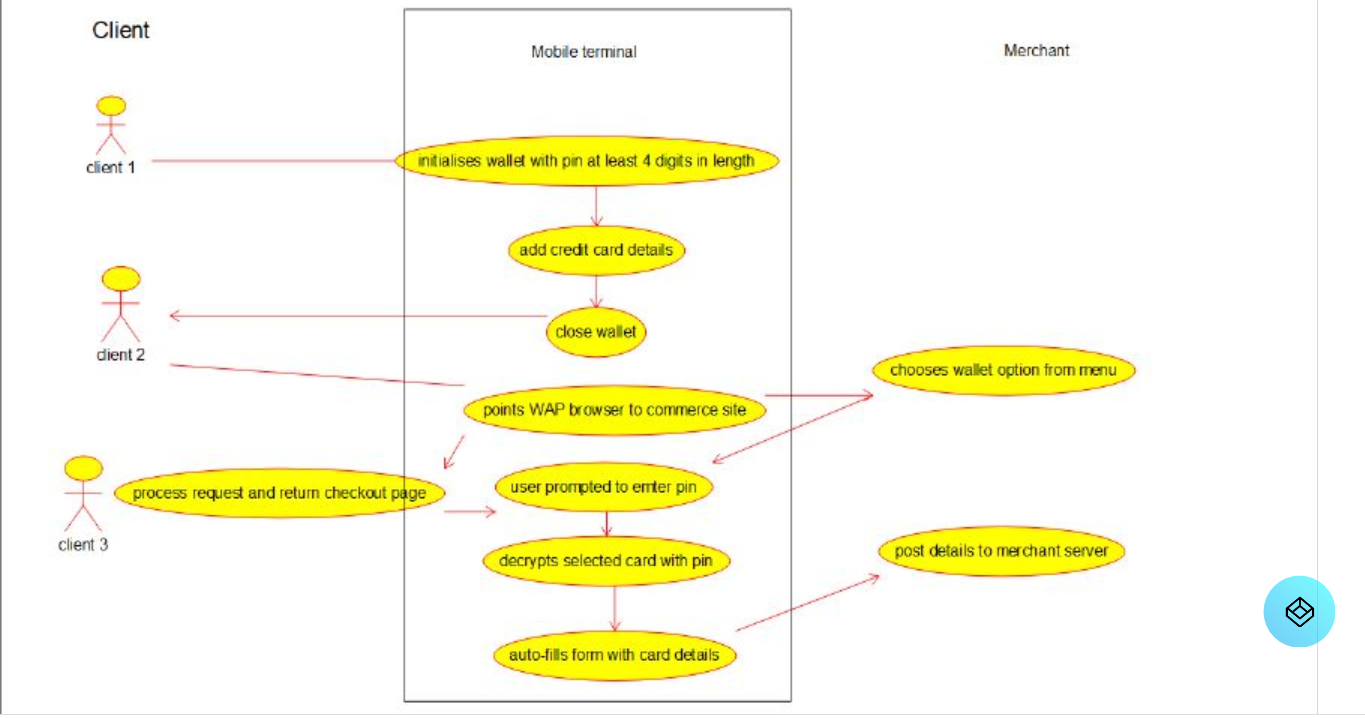 Client
Mobile terminal
Merchant
client 1
initialises wallet with pin at least 4 digits in length
add credit card details
client 2
close wallet
chooses wallet option from menu
points WAP browser to commerce site
process request and return checkout page
user prompted to emter pin
client 3
decrypts selected card with pin
post details to merchant server
auto-fills form with card details